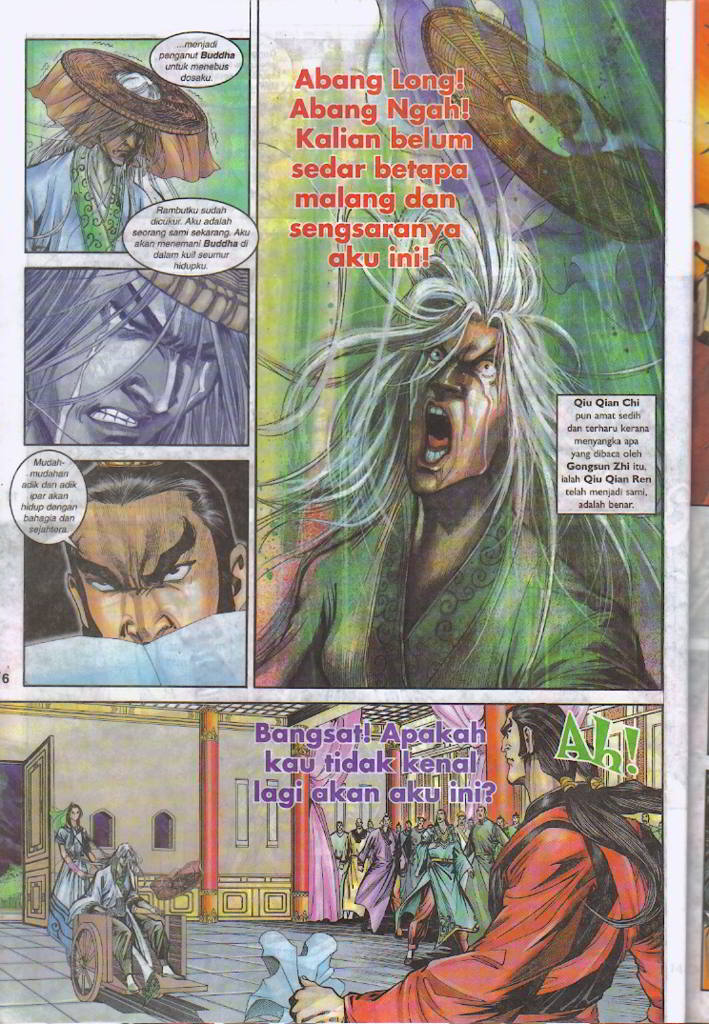 ...menjadi
penganut Buddha
untuk menebus
dosaku.
Rambutku sudah
dicukur. Aku adalah
seorang sami sekarang. Aku
akan menemani Buddha di
dalam kuil seumur
hidupku.
Mudah-
mudahan
adik dan adik
ipar akan
hidup dengan
bahagia dan
sejahtera.
Abang Long!
Abang Ngah!
Kalian belum
sedar betapa
malang dan
sengsaranya
aku ini!
Qiu Qian Chi
pun amat sedih
dan terharu kerana
menyangka apa
yang dibaca oleh
Gongsun Zhi itu,
ialah Qiu Qian Ren
telah menjadi sami,
adalah benar.
6
Bangsat! Apakah
kau tidak kenal
lagi akan aku ini?
Ah!